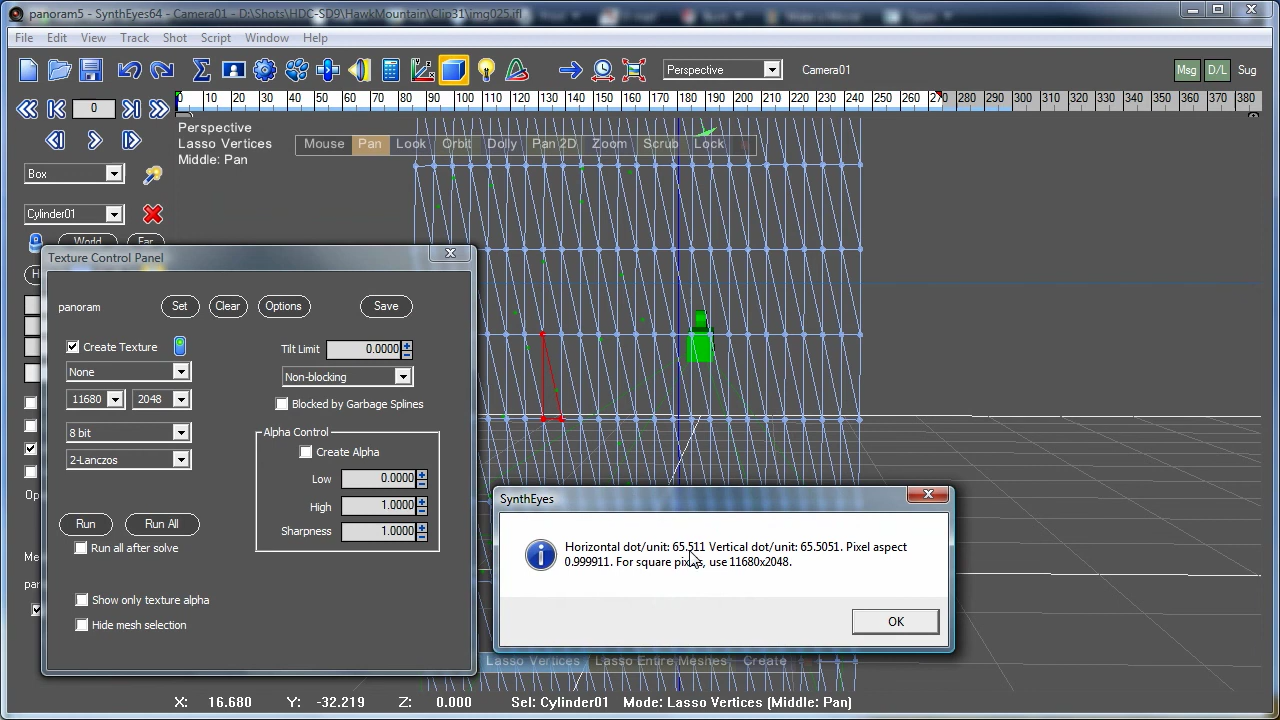 panoram5 - SynthEyes64 - Camera01 - D:\Shots\HDC-SD9\HawkMountain\Clip31\img025.ifl
File Edit View Track Shot Script Window Help
Perspective Camera01 Msg D/L Sug
0 0 10 20 30 40 50 60 70 80 90 100 110 120 130 140 150 160 170 180 190 200 210 220 230 240 250 260 270 280 290 300 310 320 330 340 350 360 370 380
Perspective
Lasso Vertices
Middle: Pan
Mouse Pan Look Orbit Dolly Pan 2D Zoom Scrub Lock
Box
Cylinder01
World Far
Texture Control Panel
panoram Set Clear Options Save
Create Texture
Tilt Limit 0.0000
None
Non-blocking
11680 2048
Blocked by Garbage Splines
8 bit
Alpha Control
Create Alpha
2-Lanczos
Low 0.0000
High 1.0000
Run Run All
Sharpness 1.0000
Run all after solve
Show only texture alpha
Hide mesh selection
SynthEyes
Horizontal dot/unit: 65.511 Vertical dot/unit: 65.5051. Pixel aspect
0.999911. For square pixels, use 11680x2048.
OK
Lasso Vertices Lasso Entire Meshes Create
X: 16.680 Y: -32.219 Z: 0.000 Sel: Cylinder01 Mode: Lasso Vertices (Middle: Pan)